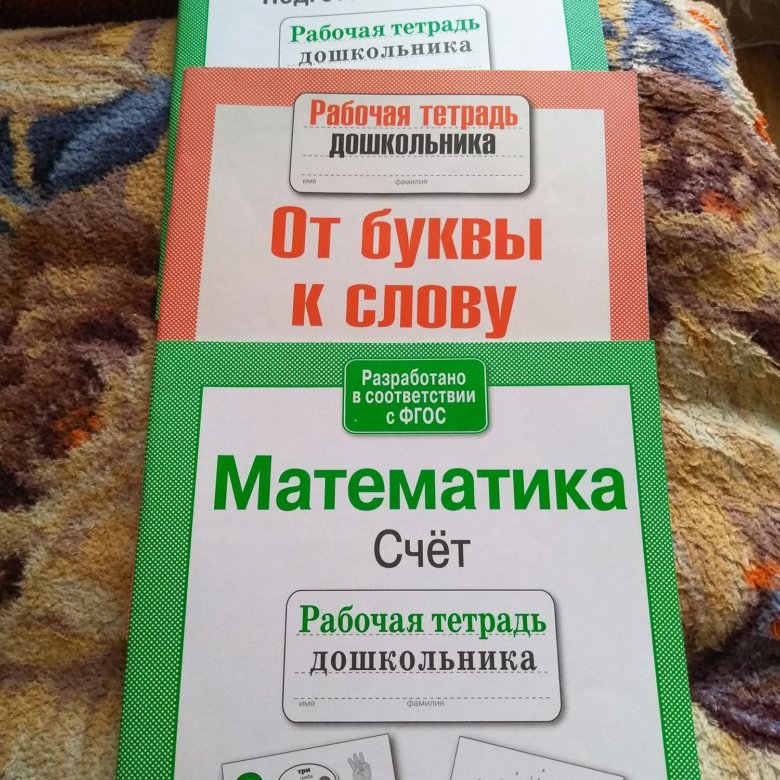 Рабочая тетрадь
дошкольника
Рабочая тетрадь
дошкольника
имя фамилия
От буквы
к слову
Разработано
в соответствии
с ФГОС
Математика
Счёт
Рабочая тетрадь
дошкольника
имя фамилия
три